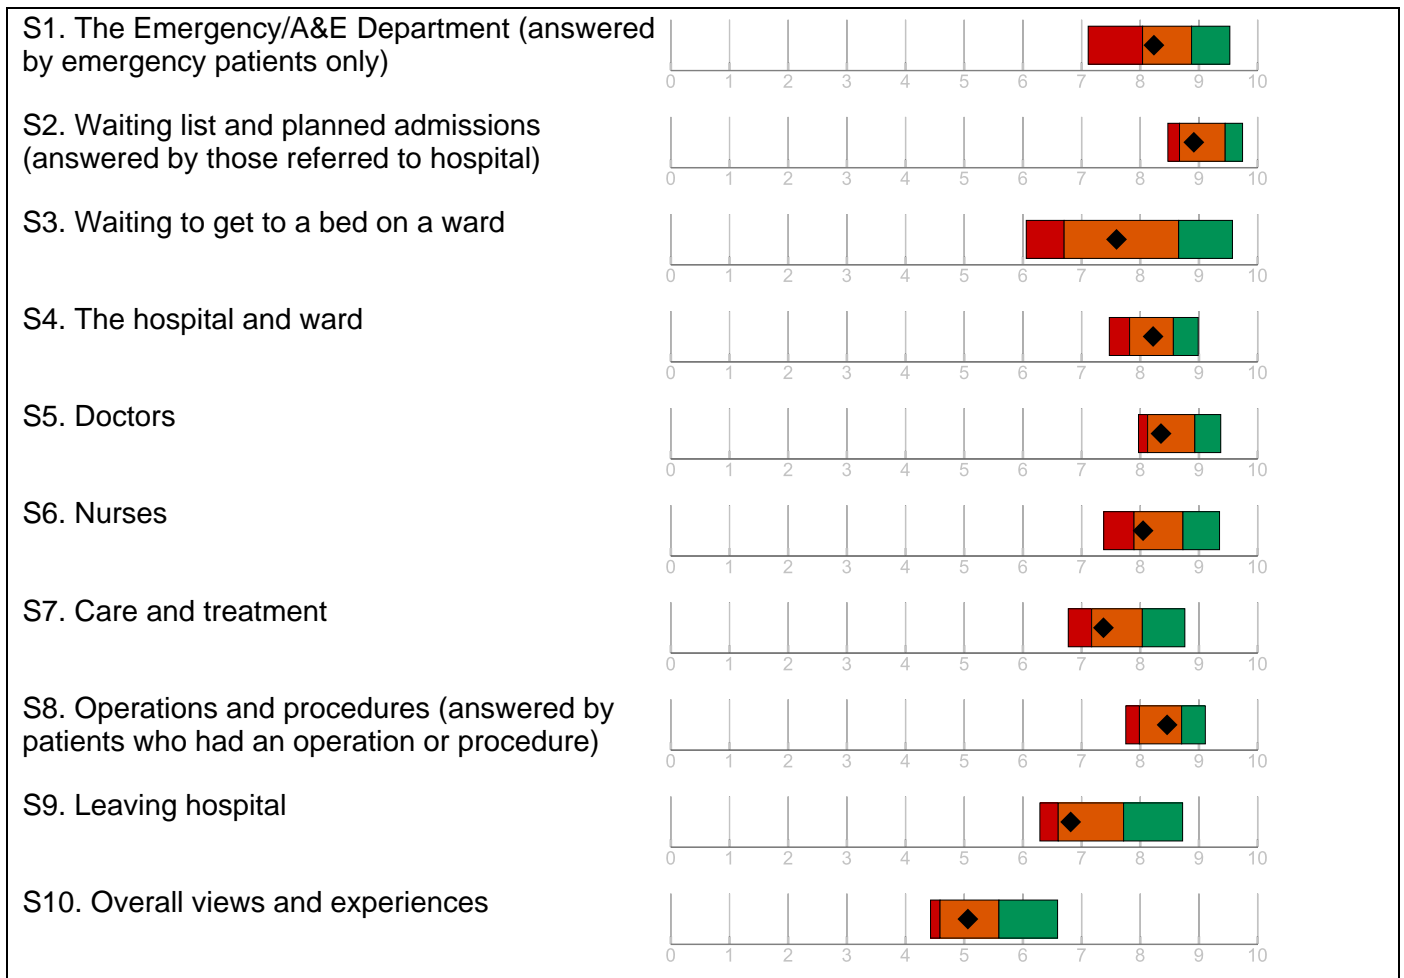 S1. The Emergency/A&E Department (answered
by emergency patients only)
0 1 2 3 4 5 6 7 8 9 10
S2. Waiting list and planned admissions
(answered by those referred to hospital)
0 1 2 3 4 5 6 7 8 9 10
S3. Waiting to get to a bed on a ward
0 1 2 3 4 5 6 7 8 9 10
S4. The hospital and ward
0 1 2 3 4 5 6 7 8 9 10
S5. Doctors
0 1 2 3 4 5 6 7 8 9 10
S6. Nurses
0 1 2 3 4 5 6 7 8 9 10
S7. Care and treatment
0 1 2 3 4 5 6 7 8 9 10
S8. Operations and procedures (answered by
patients who had an operation or procedure)
0 1 2 3 4 5 6 7 8 9 10
S9. Leaving hospital
0 1 2 3 4 5 6 7 8 9 10
S10. Overall views and experiences
0 1 2 3 4 5 6 7 8 9 10